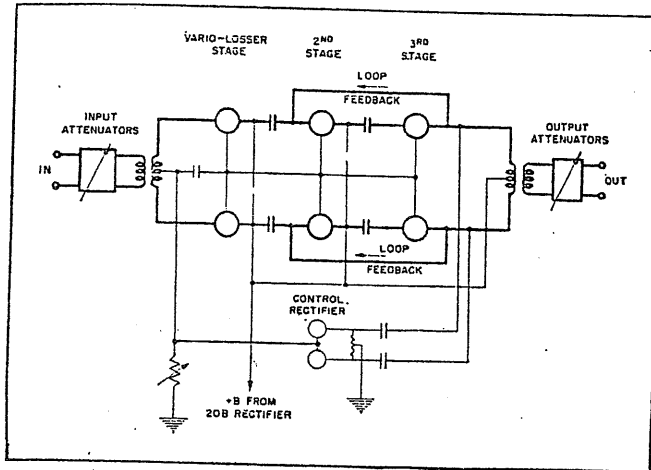 VARIO-LOSSER
STAGE
2ND
STAGE
3RD
STAGE
LOOP
FEEDBACK
INPUT
ATTENUATORS
OUTPUT
ATTENUATORS
IN
OUT
LOOP
FEEDBACK
CONTROL
RECTIFIER
+B FROM
20B RECTIFIER